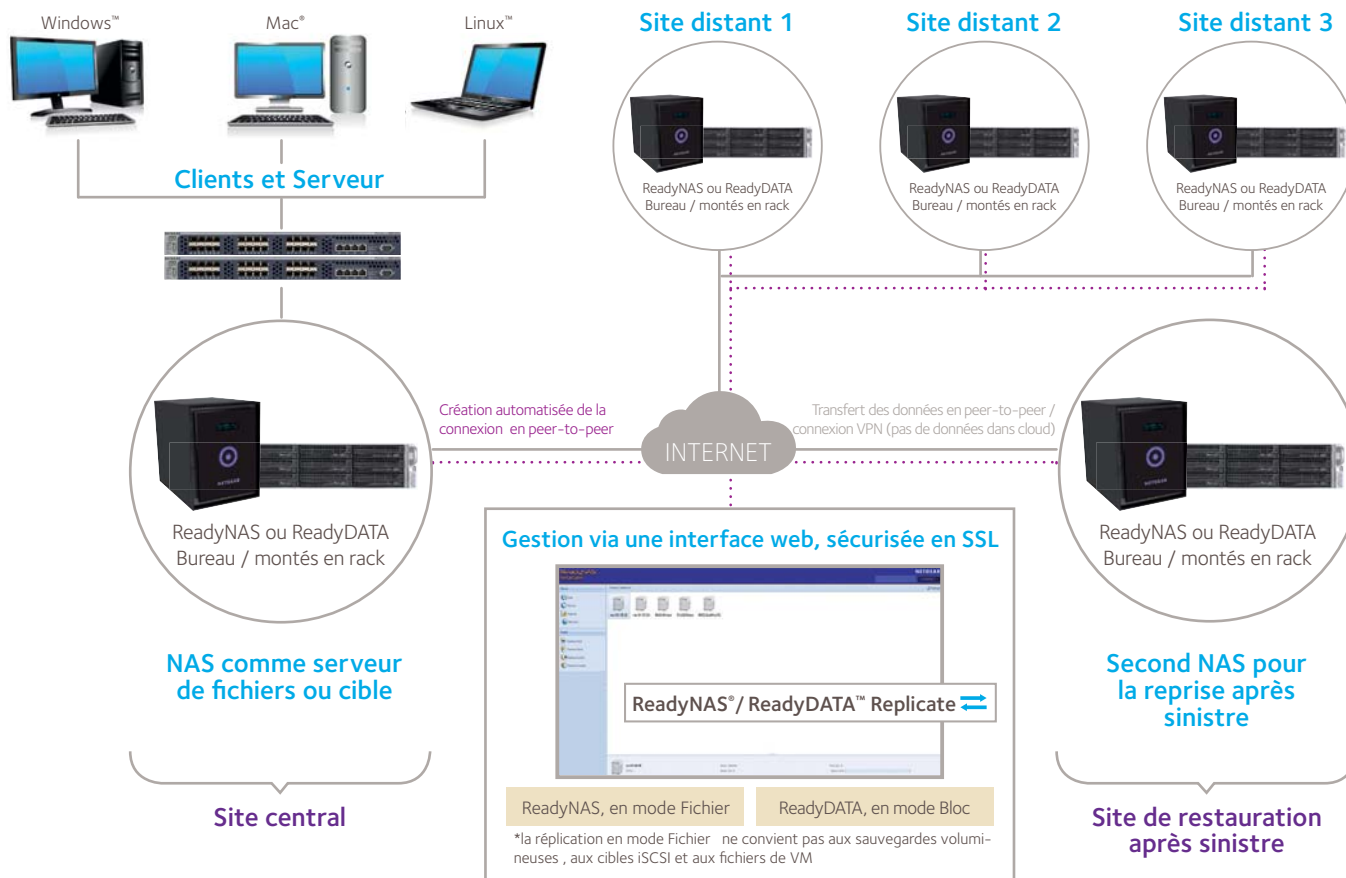 Windows™
Mac®
Linux™
Site distant 1
Site distant 2
Site distant 3
Clients et Serveur
ReadyNAS ou ReadyDATA
Bureau / montés en rack
ReadyNAS ou ReadyDATA
Bureau / montés en rack
ReadyNAS ou ReadyDATA
Bureau / montés en rack
Création automatisée de la
connexion en peer-to-peer
INTERNET
Transfert des données en peer-to-peer /
connexion VPN (pas de données dans cloud)
NETGEAR
ReadyNAS ou ReadyDATA
Bureau / montés en rack
NETGEAR
ReadyNAS ou ReadyDATA
Bureau / montés en rack
NAS comme serveur
de fichiers ou cible
Site central
Gestion via une interface web, sécurisée en SSL
NETGEAR
ReadyNAS®/ ReadyDATA™ Replicate
ReadyNAS, en mode Fichier
ReadyDATA, en mode Bloc
*la réplication en mode Fichier ne convient pas aux sauvegardes volumi-
neuses , aux cibles iSCSI et aux fichiers de VM
Second NAS pour
la reprise après
sinistre
Site de restauration
après sinistre